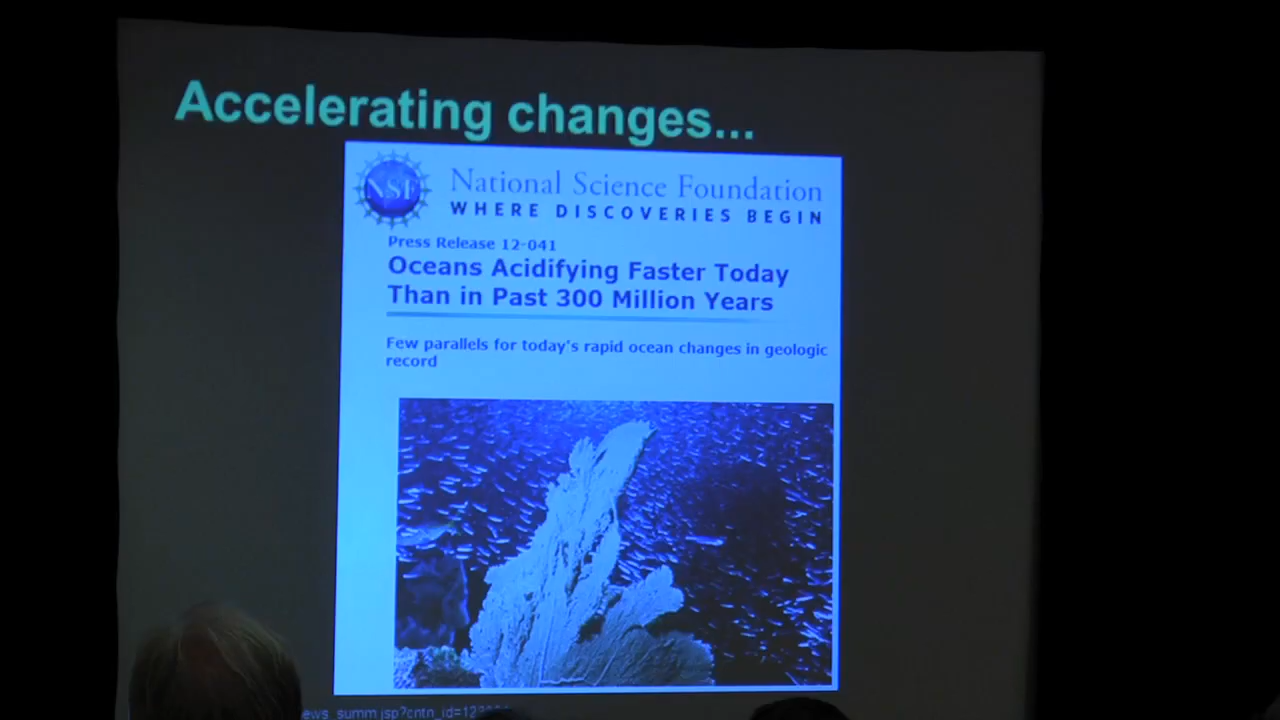 Accelerating changes...
NSF
National Science Foundation
WHERE DISCOVERIES BEGIN
Press Release 12-041
Oceans Acidifying Faster Today
Than in Past 300 Million Years
Few parallels for today's rapid ocean changes in geologic
record